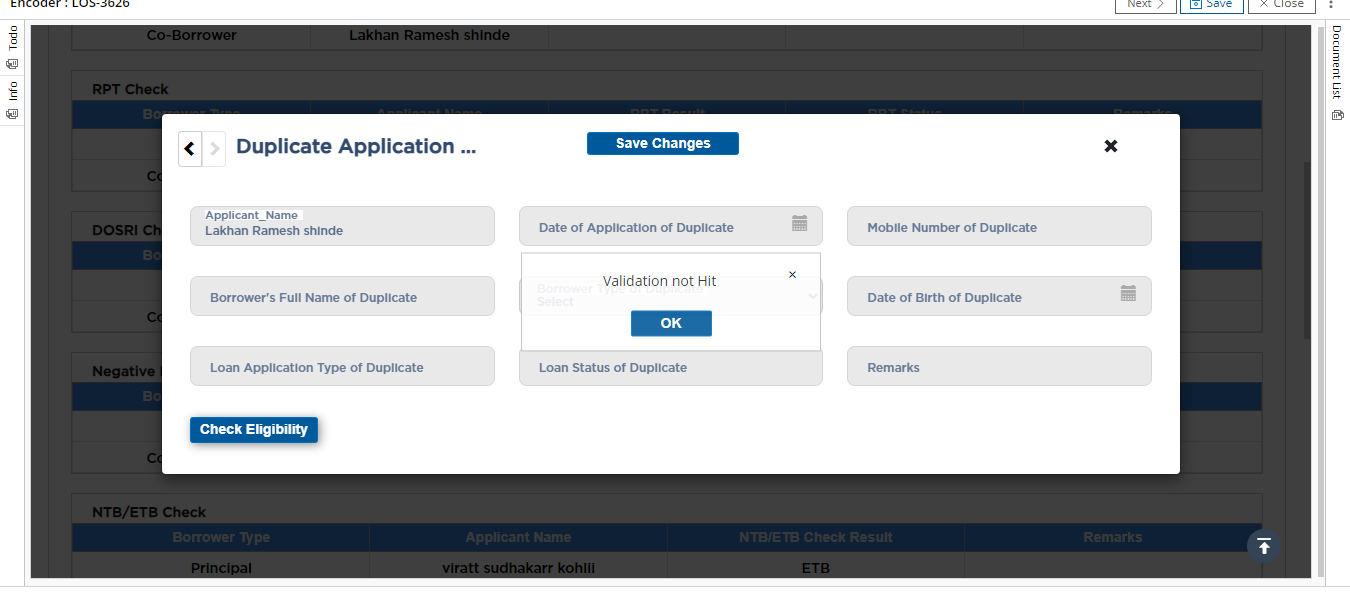 Encoder : LOS-3626
Next
Save
Close
Todo
Info
Document List
Co-Borrower Lakhan Ramesh shinde
RPT Check
Borrower Type Applicant Name RPT Result RPT Status Remarks
Duplicate Application ...
Save Changes
Co
DOSRI Ch
Bo
Co
Negative
Bo
Co
Applicant_Name
Lakhan Ramesh shinde
Date of Application of Duplicate
Mobile Number of Duplicate
Borrower's Full Name of Duplicate
Borrower Type of Duplicate
Select
Date of Birth of Duplicate
Validation not Hit
OK
Loan Application Type of Duplicate
Loan Status of Duplicate
Remarks
Check Eligibility
NTB/ETB Check
Borrower Type Applicant Name NTB/ETB Check Result Remarks
Principal viratt sudhakarr kohlii ETB